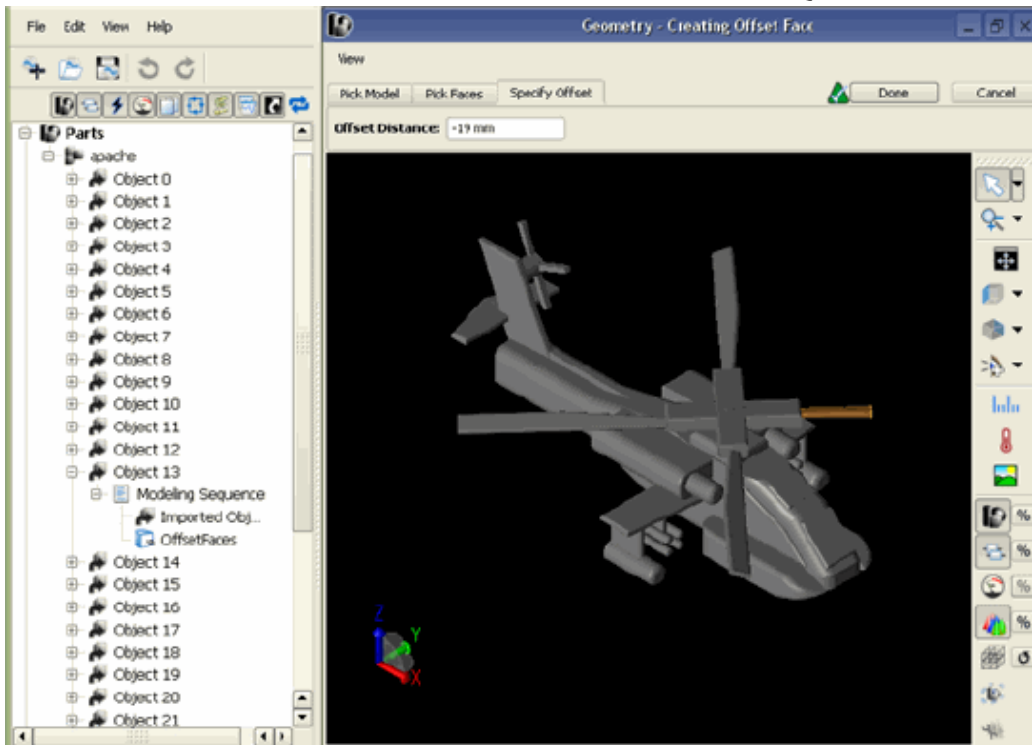 File Edit View Help
Parts
apache
Object 0
Object 1
Object 2
Object 3
Object 4
Object 5
Object 6
Object 7
Object 8
Object 9
Object 10
Object 11
Object 12
Object 13
Modeling Sequence
Imported Obj...
OffsetFaces
Object 14
Object 15
Object 16
Object 17
Object 18
Object 19
Object 20
Object 21
Geometry - Creating Offset Face
View
Pick Model Pick Faces Specify Offset Done Cancel
Offset Distance: -19 mm
Z
Y
X
%
%
%
%